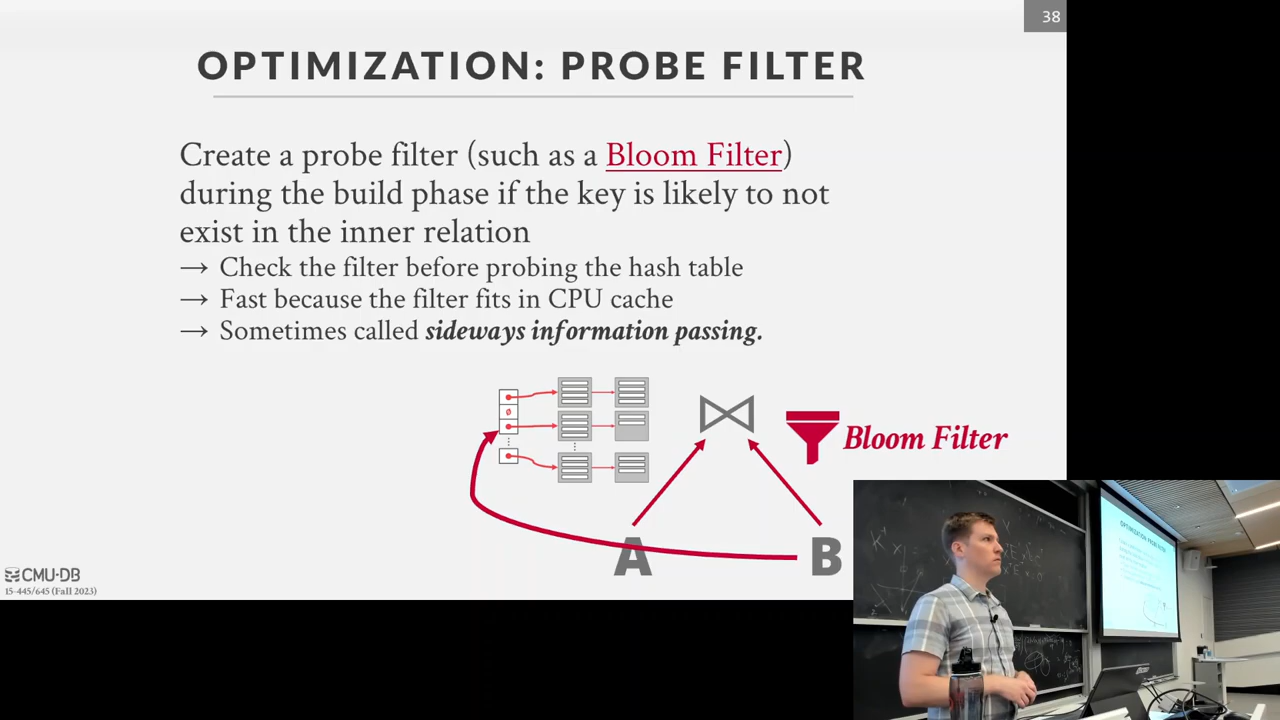 38
OPTIMIZATION: PROBE FILTER
Create a probe filter (such as a Bloom Filter)
during the build phase if the key is likely to not
exist in the inner relation
→ Check the filter before probing the hash table
→ Fast because the filter fits in CPU cache
→ Sometimes called sideways information passing.
Ø
Bloom Filter
A
B
CMU·DB
15-445/645 (Fall 2023)
OPTIMIZATION: PROBE FILTER